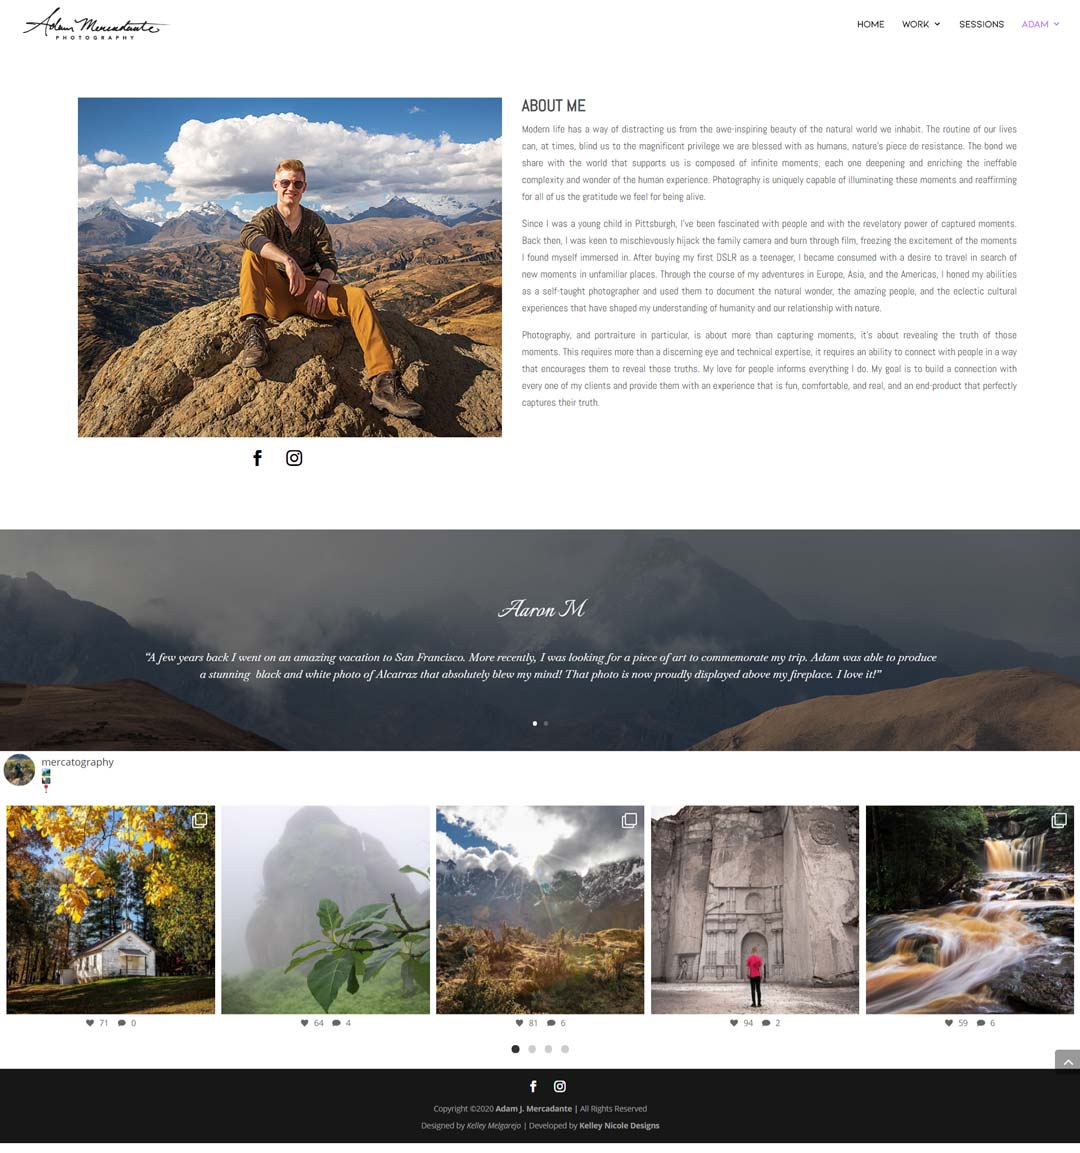 Adam Mercadante
PHOTOGRAPHY
HOME WORK SESSIONS ADAM
ABOUT ME
Modern life has a way of distracting us from the awe-inspiring beauty of the natural world we inhabit. The routine of our lives
can, at times, blind us to the magnificent privilege we are blessed with as humans, nature's piece de resistance. The bond we
share with the world that supports us is composed of infinite moments, each one deepening and enriching the ineffable
complexity and wonder of the human experience. Photography is uniquely capable of illuminating these moments and reaffirming
for all of us the gratitude we feel for being alive.
Since I was a young child in Pittsburgh, I've been fascinated with people and with the revelatory power of captured moments.
Back then, I was keen to mischievously hijack the family camera and burn through film, freezing the excitement of the moments
I found myself immersed in. After buying my first DSLR as a teenager, I became consumed with a desire to travel in search of
new moments in unfamiliar places. Through the course of my adventures in Europe, Asia, and the Americas, I honed my abilities
as a self-taught photographer and used them to document the natural wonder, the amazing people, and the eclectic cultural
experiences that have shaped my understanding of humanity and our relationship with nature.
Photography, and portraiture in particular, is about more than capturing moments, it's about revealing the truth of those
moments. This requires more than a discerning eye and technical expertise, it requires an ability to connect with people in a way
that encourages them to reveal those truths. My love for people informs everything I do. My goal is to build a connection with
every one of my clients and provide them with an experience that is fun, comfortable, and real, and an end-product that perfectly
captures their truth.
Aaron M
“A few years back I went on an amazing vacation to San Francisco. More recently, I was looking for a piece of art to commemorate my trip. Adam was able to produce
a stunning black and white photo of Alcatraz that absolutely blew my mind! That photo is now proudly displayed above my fireplace. I love it!”
mercatography
71 0
64 4
81 6
94 2
59 6
Copyright ©2020 Adam J. Mercadante | All Rights Reserved
Designed by Kelley Melgarejo | Developed by Kelley Nicole Designs